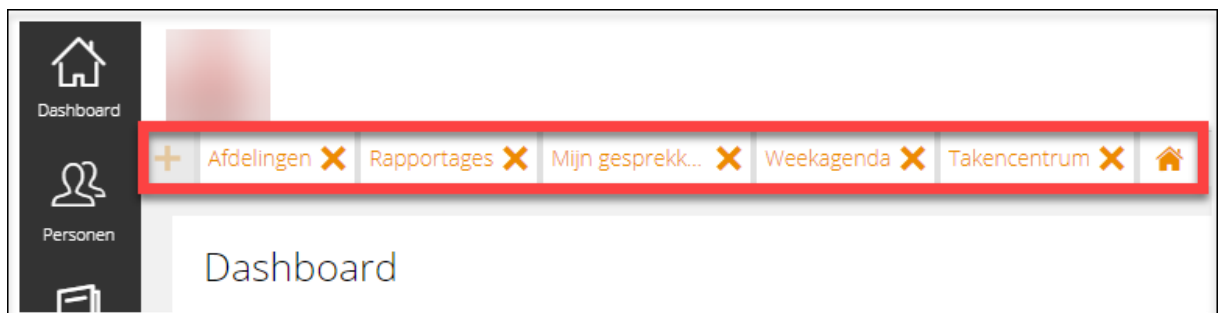 Dashboard
Afdelingen Rapportages Mijn gesprekk... Weekagenda Takencentrum
Personen
Dashboard